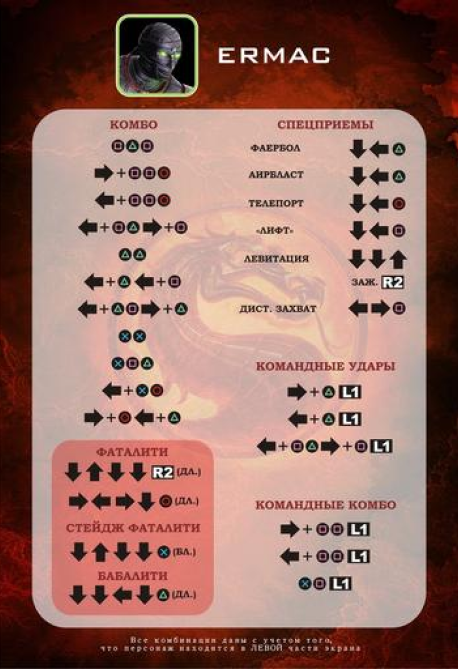 ERMAC
КОМБО
+
+
+ +
+ +
+ +
+
+ +
СПЕЦПРИЕМЫ
ФАЕРБОЛ
АИРБЛАСТ
ТЕЛЕПОРТ
«ЛИФТ»
ЛЕВИТАЦИЯ
ЗАЖ. R2
ДИСТ. ЗАХВАТ
КОМАНДНЫЕ УДАРЫ
+ L1
+ L1
+ + L1
ФАТАЛИТИ
R2 (ДЛ.)
(ДЛ.)
СТЕЙДЖ ФАТАЛИТИ
(БЛ.)
БАБАЛИТИ
(ДЛ.)
КОМАНДНЫЕ КОМБО
+ L1
+ L1
L1
Все комбинации даны с учетом того,
что персонаж находится в ЛЕВОЙ части экрана